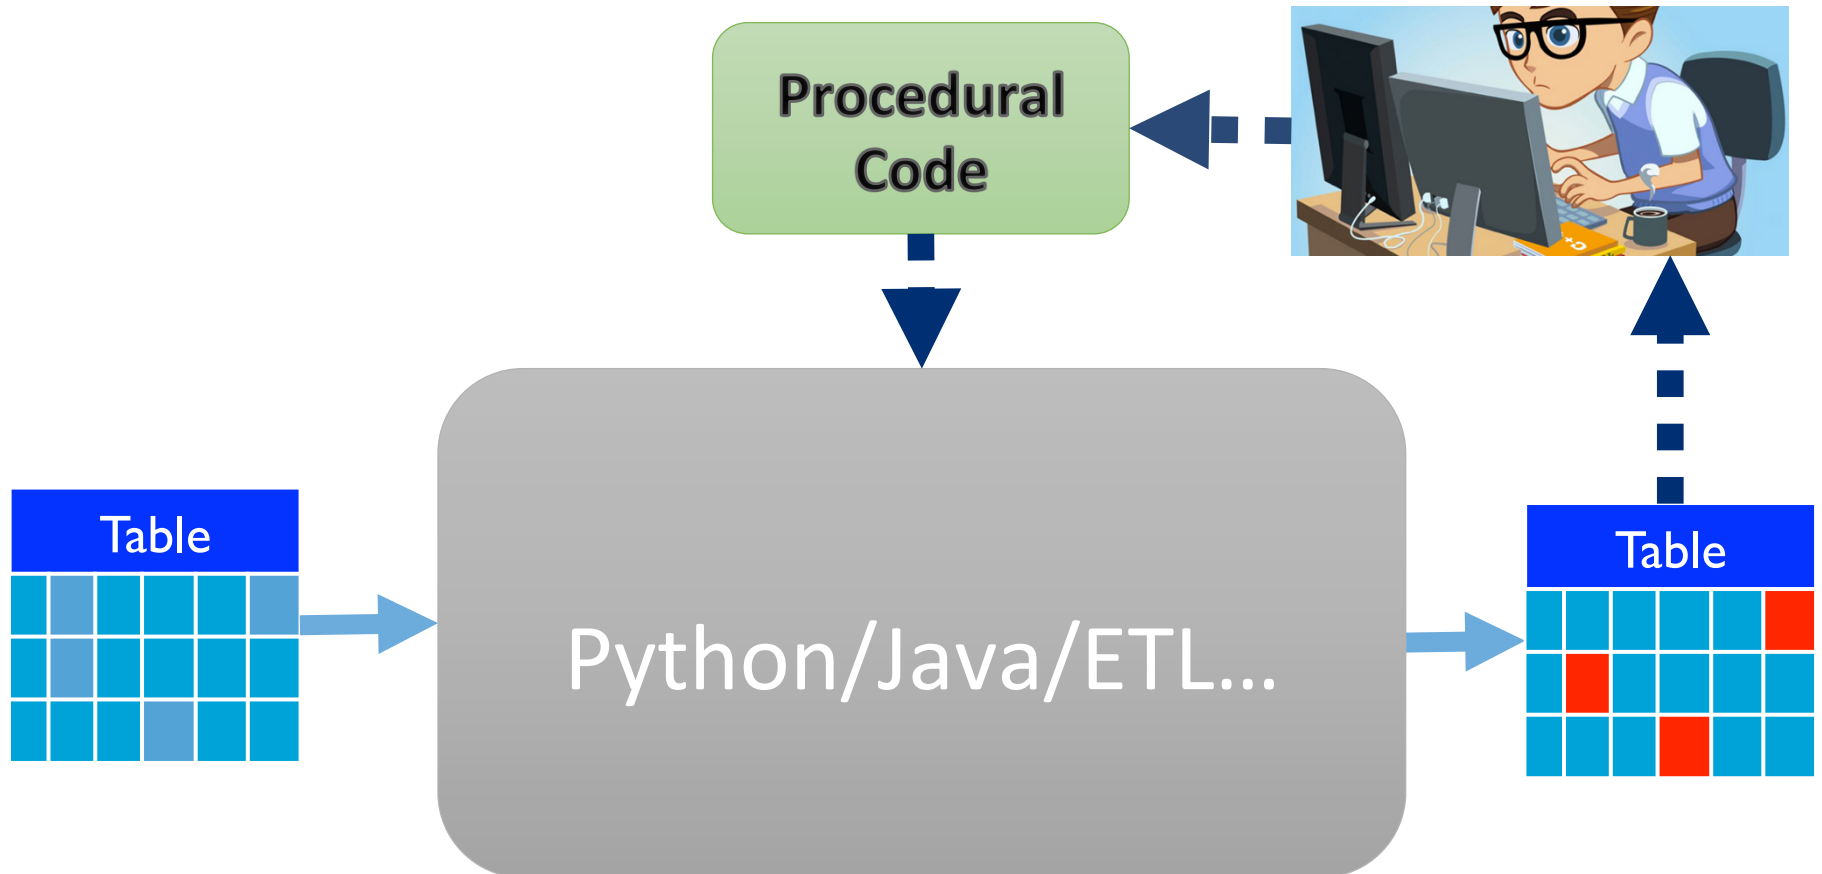 Procedural
Code
C+
Table
Table
Python/Java/ETL...